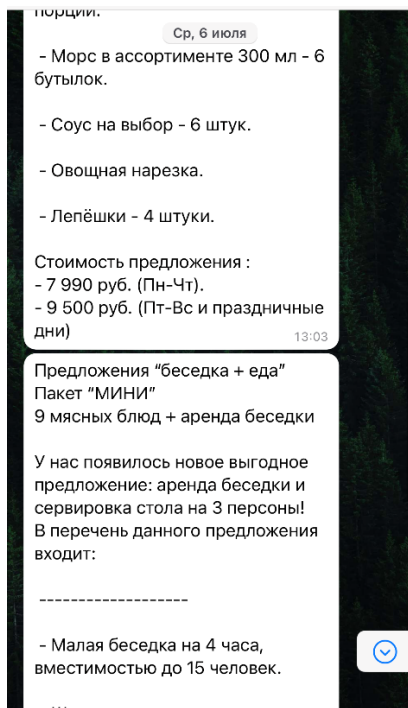 порции.
Ср, 6 июля
- Морс в ассортименте 300 мл - 6
бутылок.
- Соус на выбор - 6 штук.
- Овощная нарезка.
- Лепёшки - 4 штуки.
Стоимость предложения :
- 7 990 руб. (Пн-Чт).
- 9 500 руб. (Пт-Вс и праздничные
дни)
13:03
Предложения “беседка + еда”
Пакет “МИНИ”
9 мясных блюд + аренда беседки
У нас появилось новое выгодное
предложение: аренда беседки и
сервировка стола на 3 персоны!
В перечень данного предложения
входит:
-------------------
- Малая беседка на 4 часа,
вместимостью до 15 человек.